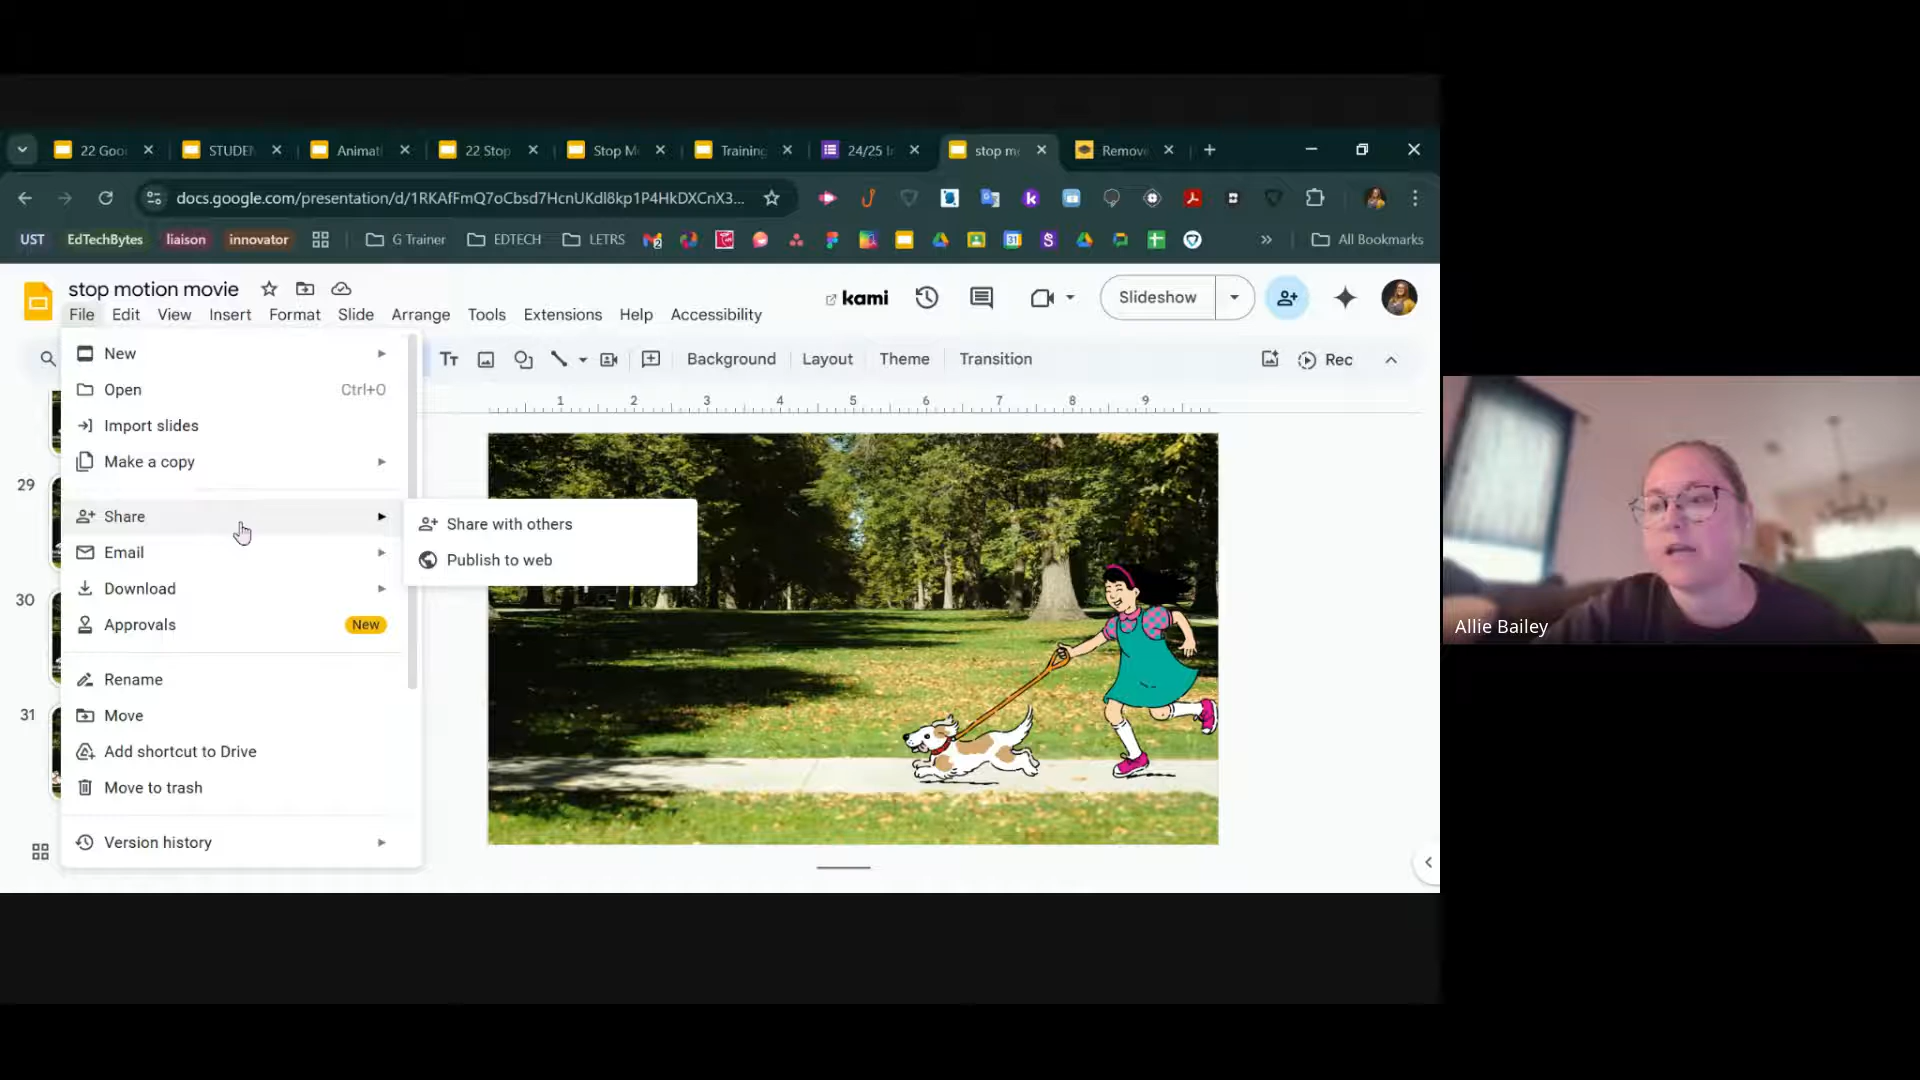 22 Goo
STUDE
Animat
22 Stop
Stop M
Training
24/25 I
stop m
Remove
docs.google.com/presentation/d/1RKAfFmQ7oCbsd7HcnUKdl8kp1P4HkDXCnX3...
UST
EdTechBytes
liaison
innovator
G Trainer
EDTECH
LETRS
All Bookmarks
stop motion movie
kami
Slideshow
File Edit View Insert Format Slide Arrange Tools Extensions Help Accessibility
Background
Layout
Theme
Transition
Rec
1 2 3 4 5 6 7 8 9
New
Open Ctrl+O
Import slides
Make a copy
Share
Email
Download
Approvals New
Rename
Move
Add shortcut to Drive
Move to trash
Version history
Share with others
Publish to web
29
30
31
Allie Bailey